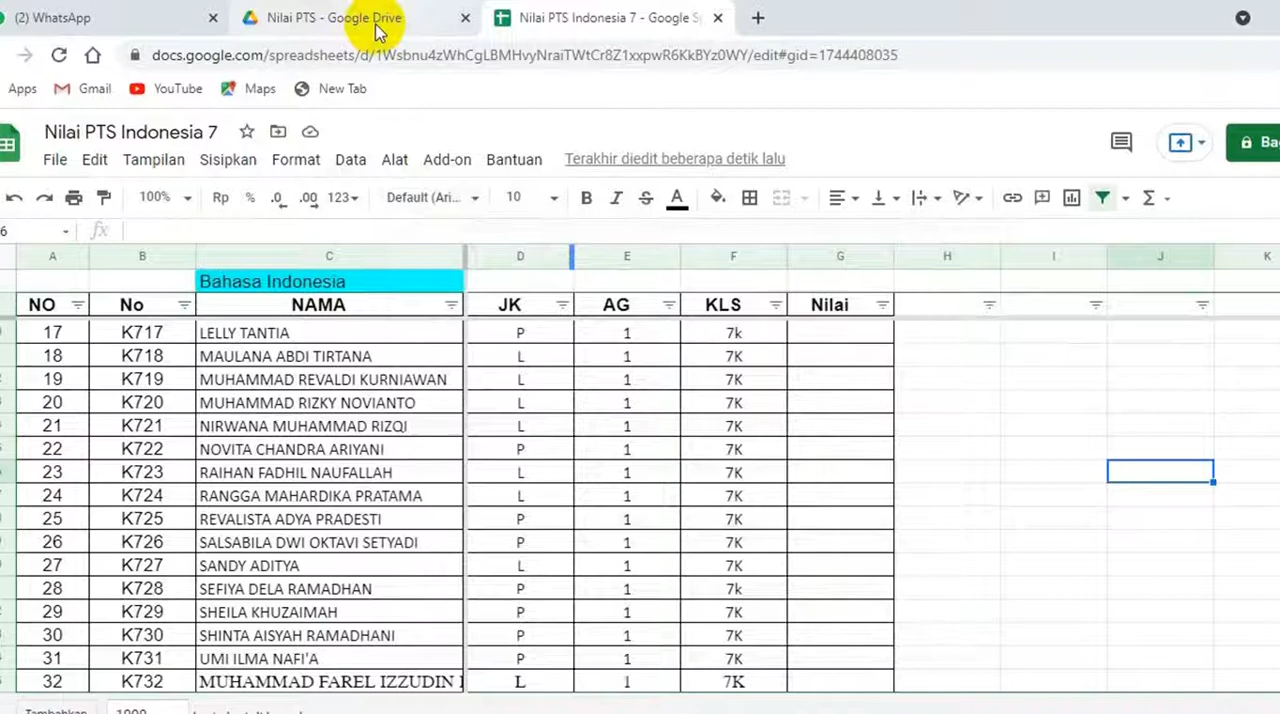 (2) WhatsApp Nilai PTS - Google Drive Nilai PTS Indonesia 7 - Google S
docs.google.com/spreadsheets/d/1Wsbnu4zWhCgLBMHvyNraiTWtCr8Z1xxpwR6KkBYz0WY/edit#gid=1744408035
Apps Gmail YouTube Maps New Tab
Nilai PTS Indonesia 7
File Edit Tampilan Sisipkan Format Data Alat Add-on Bantuan Terakhir diedit beberapa detik lalu
100% Rp % .0 .00 123 Default (Ari... 10 B I S A Σ
6 fx
A B C D E F G H I J K
Bahasa Indonesia
NO No NAMA JK AG KLS Nilai
17 K717 LELLY TANTIA P 1 7k
18 K718 MAULANA ABDI TIRTANA L 1 7K
19 K719 MUHAMMAD REVALDI KURNIAWAN L 1 7K
20 K720 MUHAMMAD RIZKY NOVIANTO L 1 7K
21 K721 NIRWANA MUHAMMAD RIZQI L 1 7K
22 K722 NOVITA CHANDRA ARIYANI P 1 7K
23 K723 RAIHAN FADHIL NAUFALLAH L 1 7K
24 K724 RANGGA MAHARDIKA PRATAMA L 1 7K
25 K725 REVALISTA ADYA PRADESTI P 1 7K
26 K726 SALSABILA DWI OKTAVI SETYADI P 1 7K
27 K727 SANDY ADITYA L 1 7K
28 K728 SEFIYA DELA RAMADHAN P 1 7k
29 K729 SHEILA KHUZAIMAH P 1 7K
30 K730 SHINTA AISYAH RAMADHANI P 1 7K
31 K731 UMI ILMA NAFI'A P 1 7K
32 K732 MUHAMMAD FAREL IZZUDIN L 1 7K
Tambahkan 1000